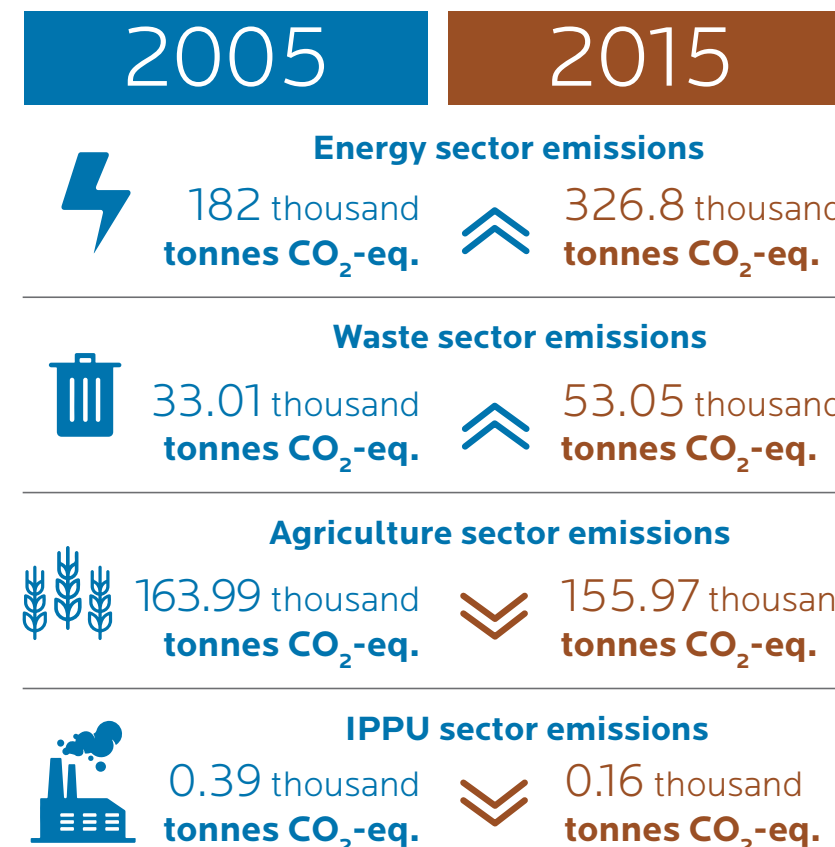 2005 2015
Energy sector emissions
182 thousand 326.8 thousand
tonnes CO₂-eq. tonnes CO₂-eq.
Waste sector emissions
33.01 thousand 53.05 thousand
tonnes CO₂-eq. tonnes CO₂-eq.
Agriculture sector emissions
163.99 thousand 155.97 thousan
tonnes CO₂-eq. tonnes CO₂-eq.
IPPU sector emissions
0.39 thousand 0.16 thousand
tonnes CO₂-eq. tonnes CO₂-eq.